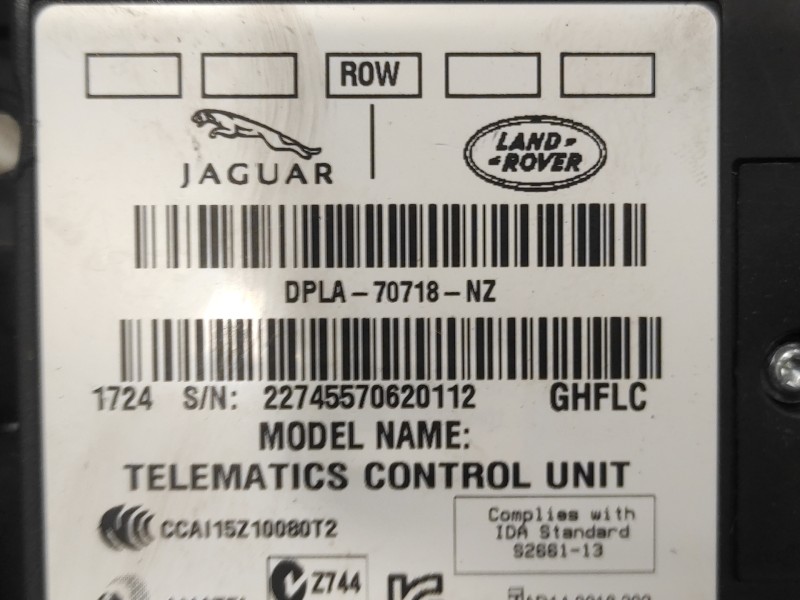 ROW
JAGUAR
LAND-
-ROVER
DPLA-70718-NZ
1724 S/N: 22745570620112 GHFLC
MODEL NAME:
TELEMATICS CONTROL UNIT
CCAI15Z10080T2
Complies with
IDA Standard
S2661-13
Z744